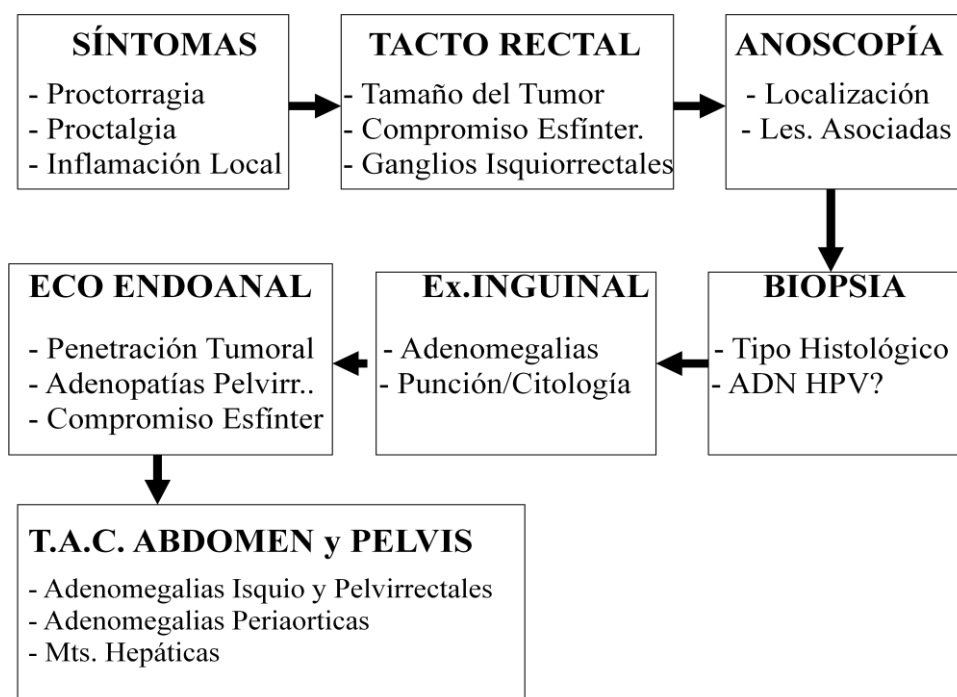 SÍNTOMAS
- Proctorragia
- Proctalgia
- Inflamación Local
TACTO RECTAL
- Tamaño del Tumor
- Compromiso Esfínter.
- Ganglios Isquiorrectales
ANOSCOPÍA
- Localización
- Les. Asociadas
BIOPSIA
- Tipo Histológico
- ADN HPV?
Ex.INGUINAL
- Adenomegalias
- Punción/Citología
ECO ENDOANAL
- Penetración Tumoral
- Adenopatías Pelvirr..
- Compromiso Esfínter
T.A.C. ABDOMEN y PELVIS
- Adenomegalias Isquio y Pelvirrectales
- Adenomegalias Periaorticas
- Mts. Hepáticas